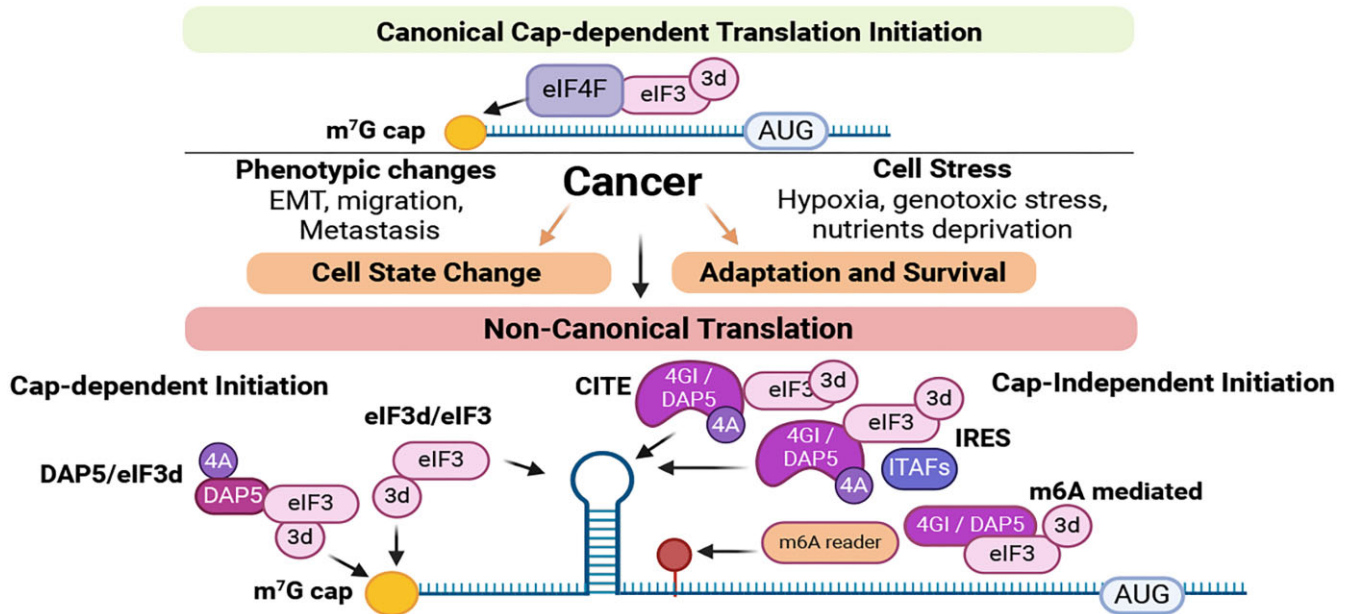 Canonical Cap-dependent Translation Initiation
eIF4F
eIF3
3d
m⁷G cap
AUG
Phenotypic changes
EMT, migration,
Metastasis
Cancer
Cell Stress
Hypoxia, genotoxic stress,
nutrients deprivation
Cell State Change
Adaptation and Survival
Non-Canonical Translation
Cap-dependent Initiation
eIF3d/eIF3
eIF3
3d
DAP5/eIF3d
4A
DAP5
eIF3
3d
m⁷G cap
CITE
4GI /
DAP5
4A
eIF3
3d
Cap-Independent Initiation
4GI /
DAP5
4A
eIF3
3d
IRES
ITAFs
m6A mediated
m6A reader
4GI / DAP5
3d
eIF3
AUG